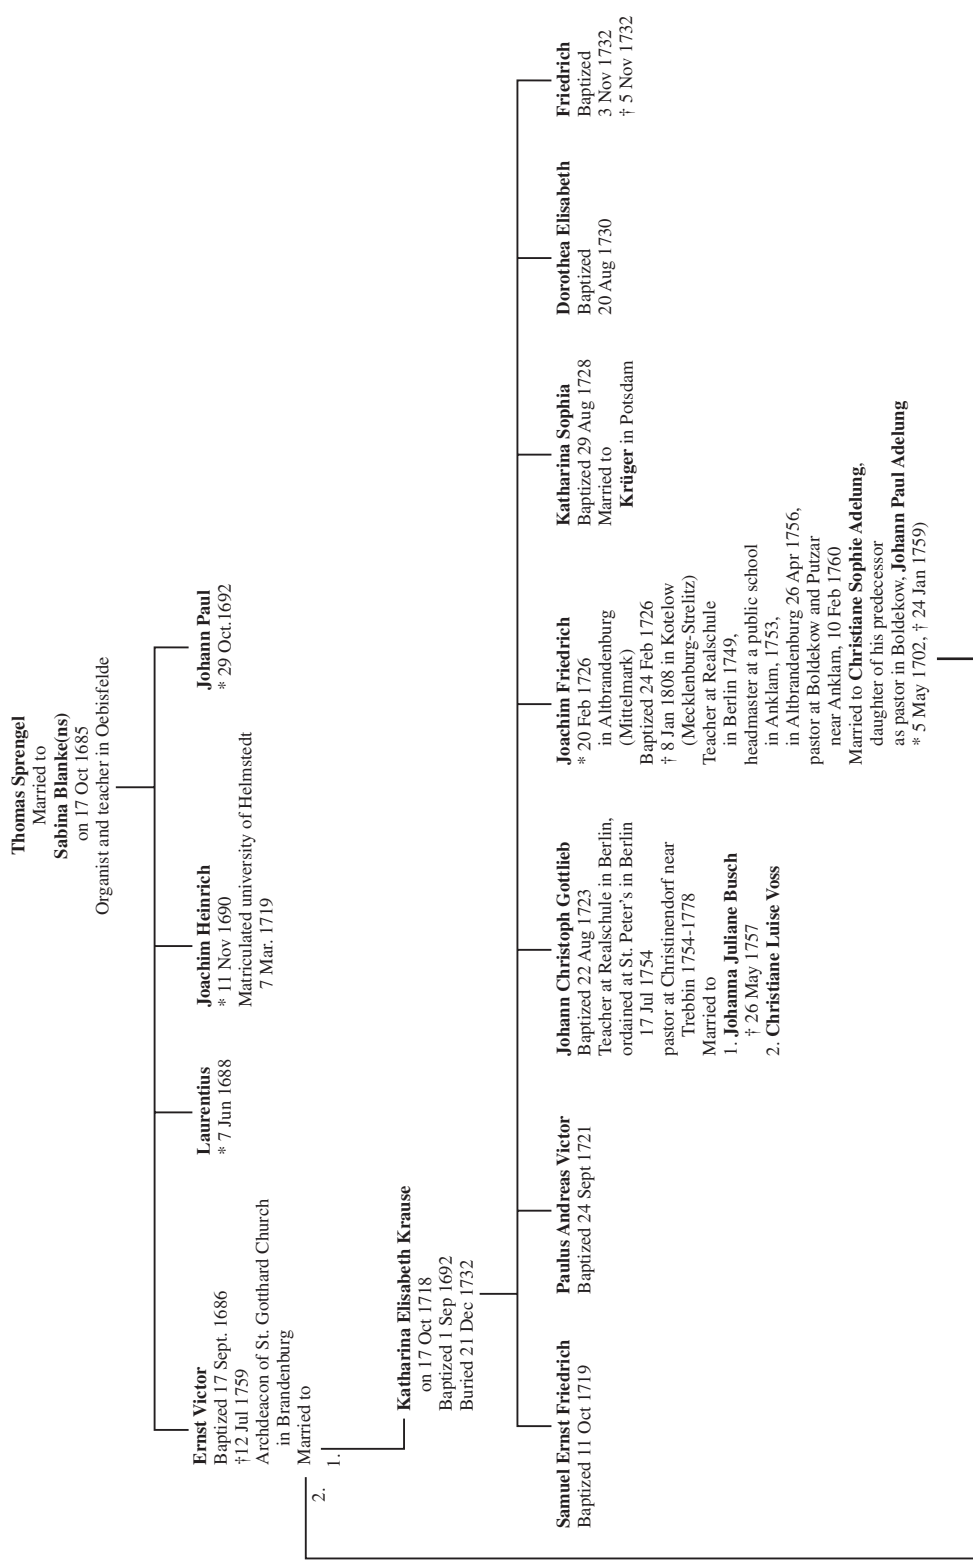 Thomas Sprengel
Married to
Sabina Blanke(ns)
on 17 Oct 1685
Organist and teacher in Oebisfelde
Ernst Victor
Baptized 17 Sept. 1686
†12 Jul 1759
Archdeacon of St. Gotthard Church
in Brandenburg
Married to
Laurentius
* 7 Jun 1688
Joachim Heinrich
* 11 Nov 1690
Matriculated university of Helmstedt
7 Mar. 1719
Johann Paul
* 29 Oct.1692
2.
1.
Katharina Elisabeth Krause
on 17 Oct 1718
Baptized 1 Sep 1692
Buried 21 Dec 1732
Samuel Ernst Friedrich
Baptized 11 Oct 1719
Paulus Andreas Victor
Baptized 24 Sept 1721
Johann Christoph Gottlieb
Baptized 22 Aug 1723
Teacher at Realschule in Berlin,
ordained at St. Peter's in Berlin
17 Jul 1754
pastor at Christinendorf near
Trebbin 1754-1778
Married to
1. Johanna Juliane Busch
† 26 May 1757
2. Christiane Luise Voss
Joachim Friedrich
* 20 Feb 1726
in Altbrandenburg
(Mittelmark)
Baptized 24 Feb 1726
† 8 Jan 1808 in Kotelow
(Mecklenburg-Strelitz)
Teacher at Realschule
in Berlin 1749,
headmaster at a public school
in Anklam, 1753,
in Altbrandenburg 26 Apr 1756,
pastor at Boldekow and Putzar
near Anklam, 10 Feb 1760
Married to Christiane Sophie Adelung,
daughter of his predecessor
as pastor in Boldekow, Johann Paul Adelung
* 5 May 1702, † 24 Jan 1759)
Katharina Sophia
Baptized 29 Aug 1728
Married to
Krüger in Potsdam
Dorothea Elisabeth
Baptized
20 Aug 1730
Friedrich
Baptized
3 Nov 1732
† 5 Nov 1732